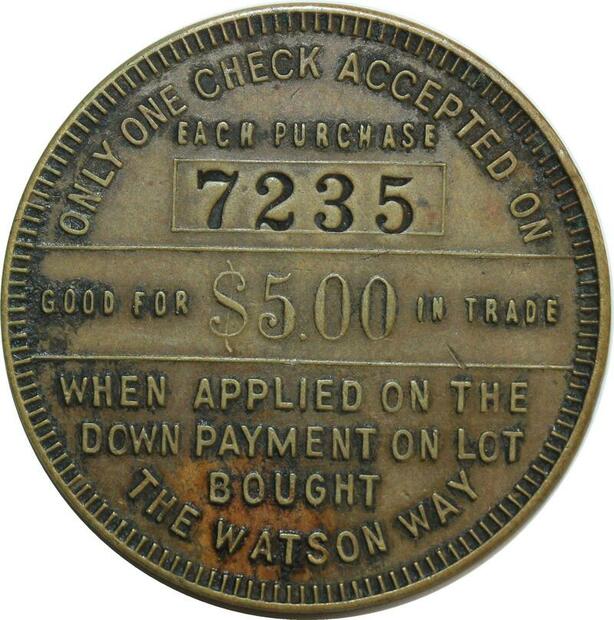 ONLY ONE CHECK ACCEPTED ON
EACH PURCHASE
7235
GOOD FOR $5.00 IN TRADE
WHEN APPLIED ON THE
DOWN PAYMENT ON LOT
BOUGHT
THE WATSON WAY